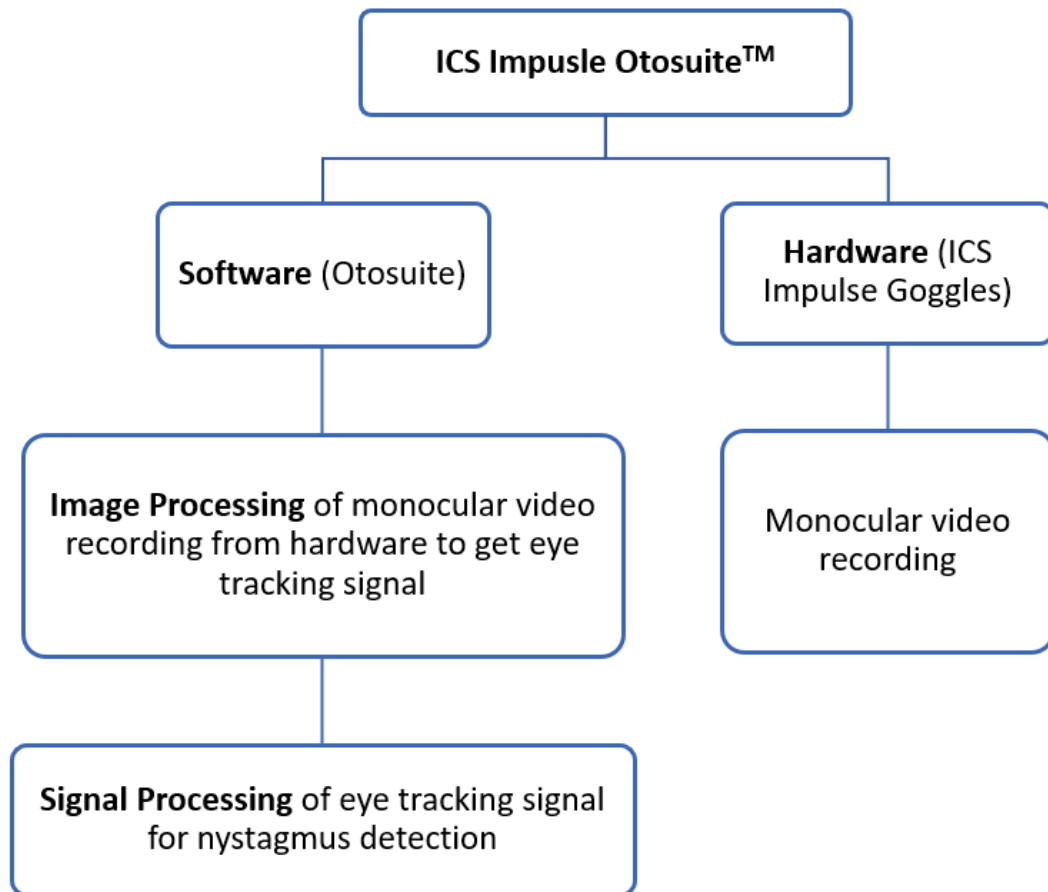 ICS Impusle Otosuite™
Software (Otosuite)
Hardware (ICS
Impulse Goggles)
Image Processing of monocular video
recording from hardware to get eye
tracking signal
Monocular video
recording
Signal Processing of eye tracking signal
for nystagmus detection